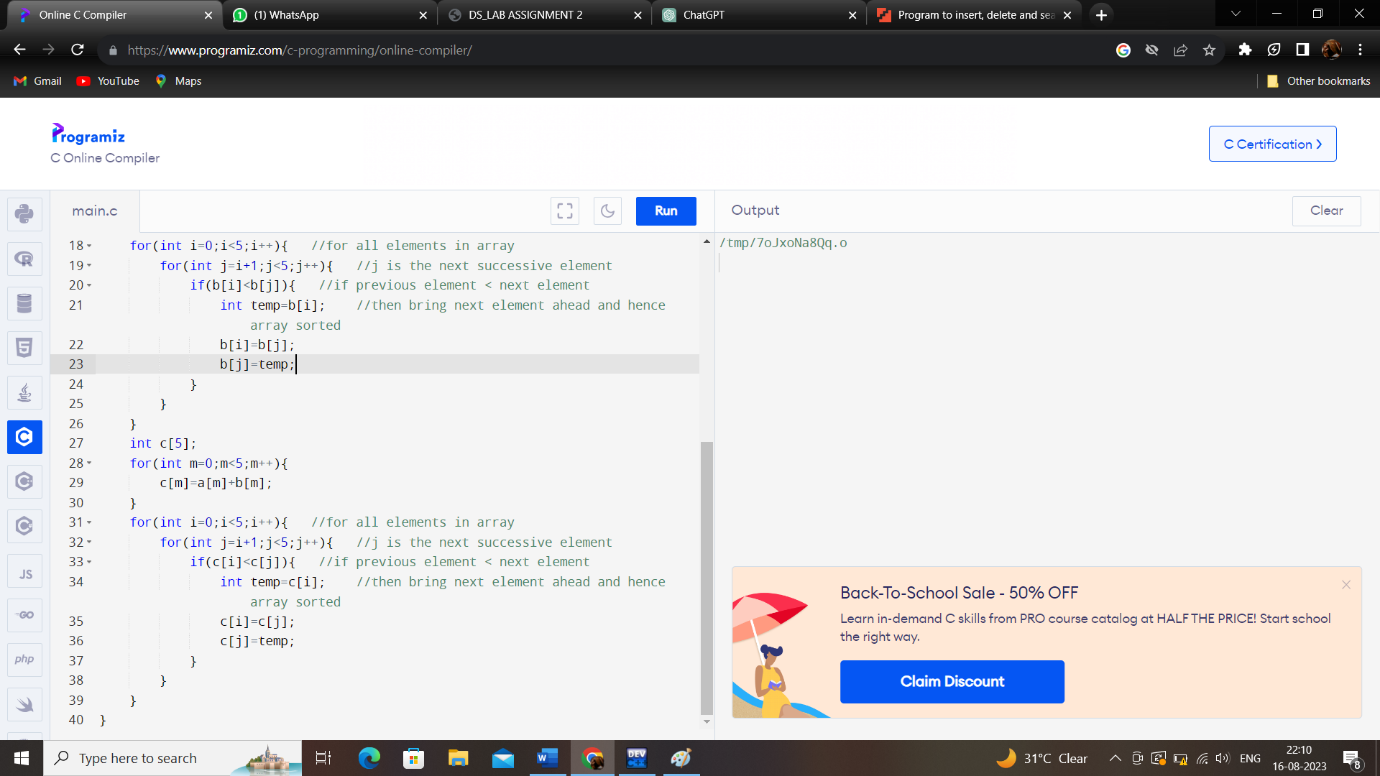 Online C Compiler
(1) WhatsApp
DS_LAB ASSIGNMENT 2
ChatGPT
Program to insert, delete and sea
https://www.programiz.com/c-programming/online-compiler/
Gmail
YouTube
Maps
Other bookmarks
Programiz
C Online Compiler
C Certification
main.c
Run
Output
Clear
18 for(int i=0;i<5;i++){ //for all elements in array
19 for(int j=i+1;j<5;j++){ //j is the next successive element
20 if(b[i]<b[j]){ //if previous element < next element
21 int temp=b[i]; //then bring next element ahead and hence
array sorted
22 b[i]=b[j];
23 b[j]=temp;
24 }
25 }
26 }
27 int c[5];
28 for(int m=0;m<5;m++){
29 c[m]=a[m]+b[m];
30 }
31 for(int i=0;i<5;i++){ //for all elements in array
32 for(int j=i+1;j<5;j++){ //j is the next successive element
33 if(c[i]<c[j]){ //if previous element < next element
34 int temp=c[i]; //then bring next element ahead and hence
array sorted
35 c[i]=c[j];
36 c[j]=temp;
37 }
38 }
39 }
40 }
JS
GO
php
/tmp/7oJxoNa8Qq.o
Back-To-School Sale - 50% OFF
Learn in-demand C skills from PRO course catalog at HALF THE PRICE! Start school
the right way.
Claim Discount
Type here to search
DEV
31°C Clear
ENG
22:10
16-08-2023
8